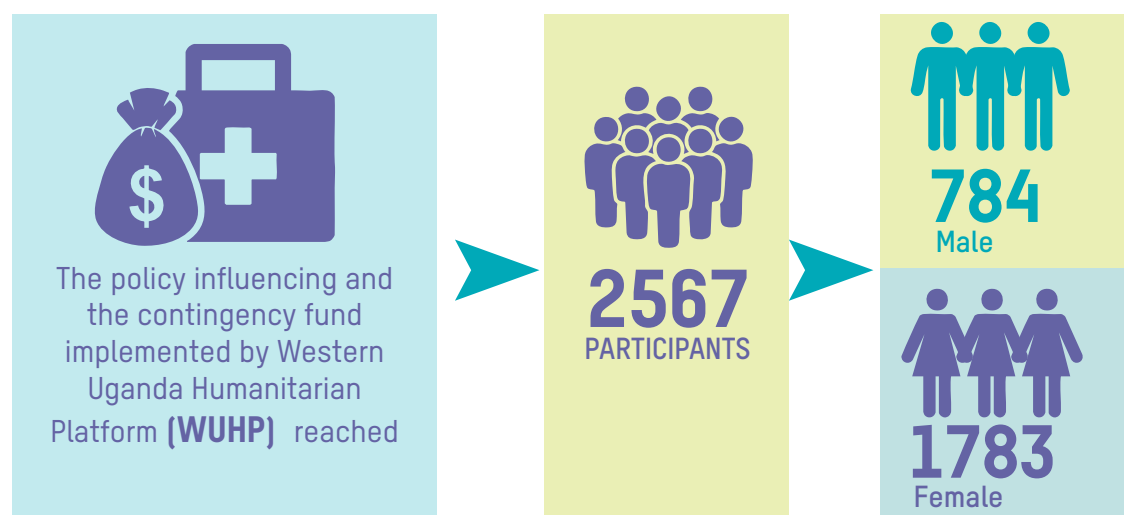 $
The policy influencing and
the contingency fund
implemented by Western
Uganda Humanitarian
Platform (WUHP) reached
2567
PARTICIPANTS
784
Male
1783
Female